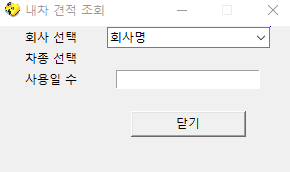 내차 견적 조회
회사 선택 회사명
차종 선택
사용일 수
닫기